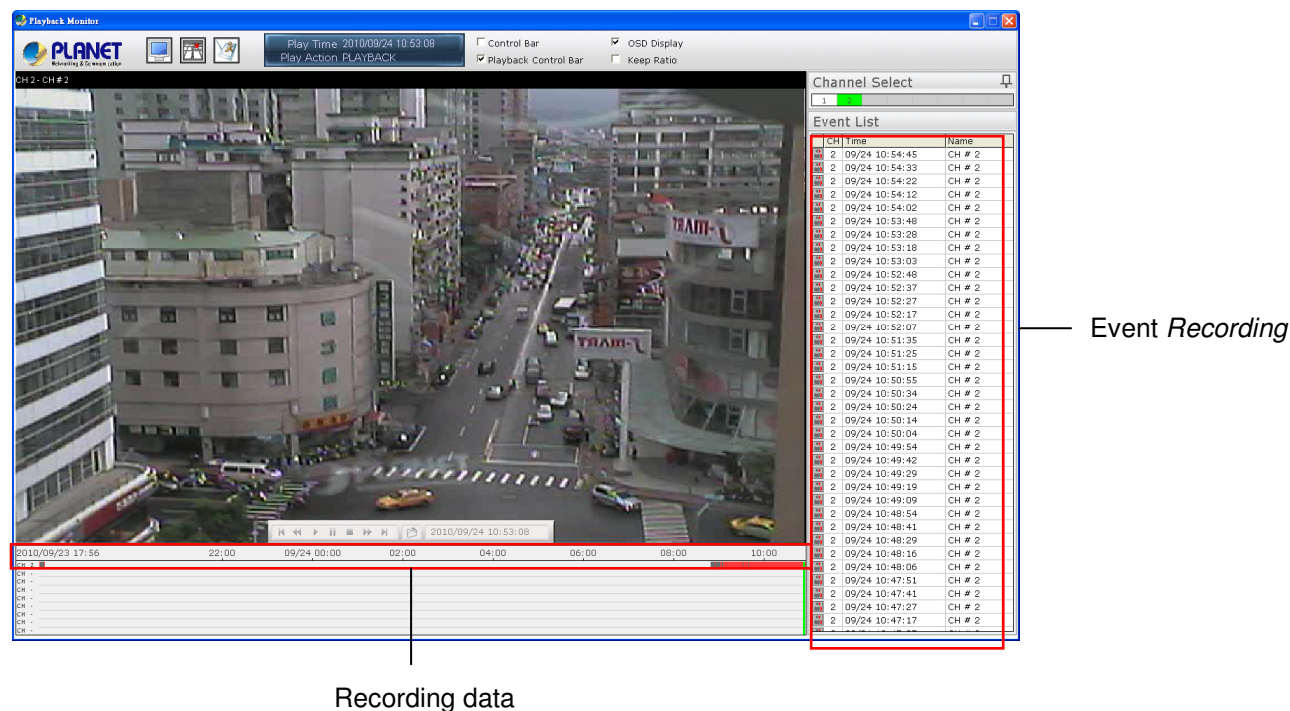 Playback Monitor
PLANET
Networking & Communication
Play Time 2010/09/24 10:53:08
Play Action PLAYBACK
Control Bar
OSD Display
Playback Control Bar
Keep Ratio
CH 2 - CH # 2
Channel Select
1 2
Event List
CH Time Name
2 09/24 10:54:45 CH # 2
2 09/24 10:54:33 CH # 2
2 09/24 10:54:22 CH # 2
2 09/24 10:54:12 CH # 2
2 09/24 10:54:02 CH # 2
2 09/24 10:53:48 CH # 2
2 09/24 10:53:28 CH # 2
2 09/24 10:53:18 CH # 2
2 09/24 10:53:03 CH # 2
2 09/24 10:52:48 CH # 2
2 09/24 10:52:37 CH # 2
2 09/24 10:52:27 CH # 2
2 09/24 10:52:17 CH # 2
2 09/24 10:52:07 CH # 2
2 09/24 10:51:35 CH # 2
2 09/24 10:51:25 CH # 2
2 09/24 10:51:15 CH # 2
2 09/24 10:50:55 CH # 2
2 09/24 10:50:34 CH # 2
2 09/24 10:50:24 CH # 2
2 09/24 10:50:14 CH # 2
2 09/24 10:50:04 CH # 2
2 09/24 10:49:54 CH # 2
2 09/24 10:49:42 CH # 2
2 09/24 10:49:29 CH # 2
2 09/24 10:49:19 CH # 2
2 09/24 10:49:09 CH # 2
2 09/24 10:48:54 CH # 2
2 09/24 10:48:41 CH # 2
2 09/24 10:48:29 CH # 2
2 09/24 10:48:16 CH # 2
2 09/24 10:48:06 CH # 2
2 09/24 10:47:51 CH # 2
2 09/24 10:47:41 CH # 2
2 09/24 10:47:27 CH # 2
2 09/24 10:47:17 CH # 2
Event Recording
2010/09/24 10:53:08
2010/09/23 17:56 22:00 09/24 00:00 02:00 04:00 06:00 08:00 10:00
CH 2
CH -
CH -
CH -
CH -
CH -
CH -
CH -
Recording data